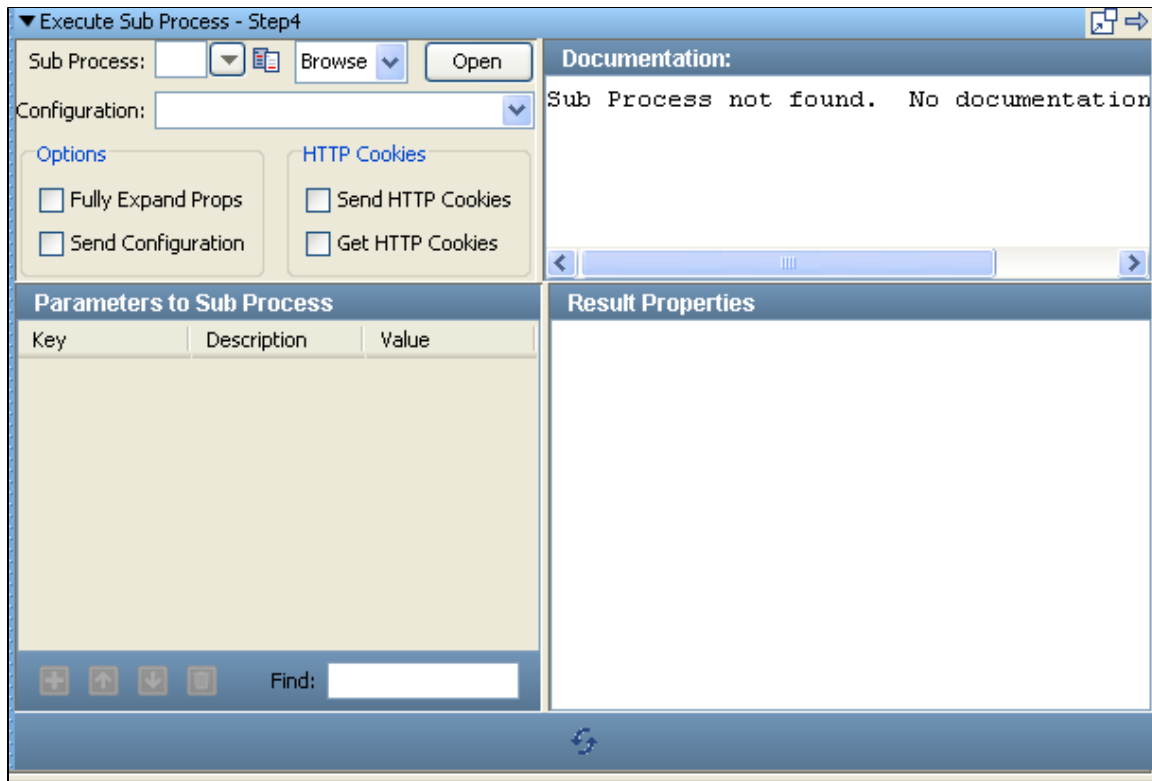 Execute Sub Process - Step4
Sub Process: Browse Open
Configuration:
Options
HTTP Cookies
Fully Expand Props
Send HTTP Cookies
Send Configuration
Get HTTP Cookies
Documentation:
Sub Process not found. No documentation
Parameters to Sub Process
Key Description Value
Find:
Result Properties